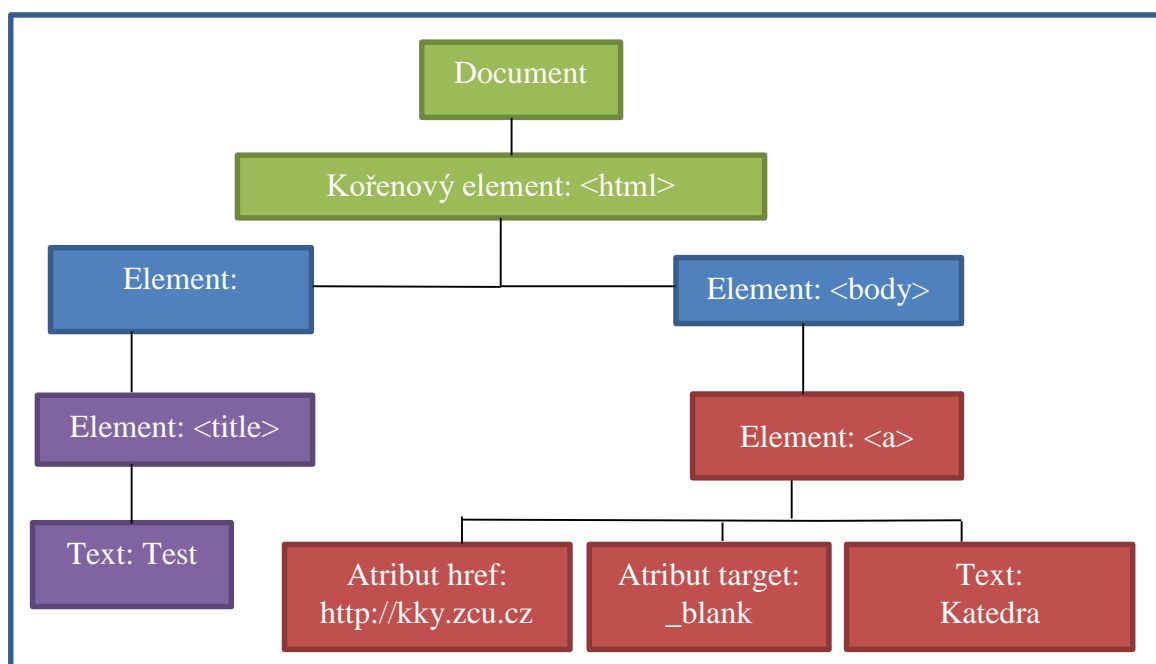 Document
Kořenový element: <html>
Element:
Element: <body>
Element: <title>
Element: <a>
Text: Test
Atribut href:
http://kky.zcu.cz
Atribut target:
_blank
Text:
Katedra